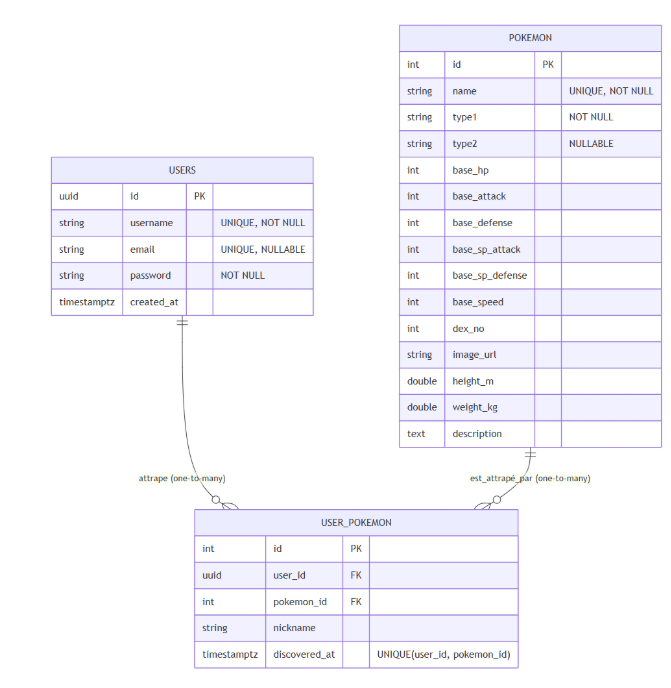 POKEMON
int id PK
string name UNIQUE, NOT NULL
string type1 NOT NULL
string type2 NULLABLE
int base_hp
int base_attack
int base_defense
int base_sp_attack
int base_sp_defense
int base_speed
int dex_no
string image_url
double height_m
double weight_kg
text description
USERS
uuid id PK
string username UNIQUE, NOT NULL
string email UNIQUE, NULLABLE
string password NOT NULL
timestamptz created_at
attrape (one-to-many)
est_attrapé_par (one-to-many)
USER_POKEMON
int id PK
uuid user_id FK
int pokemon_id FK
string nickname
timestamptz discovered_at UNIQUE(user_id, pokemon_id)